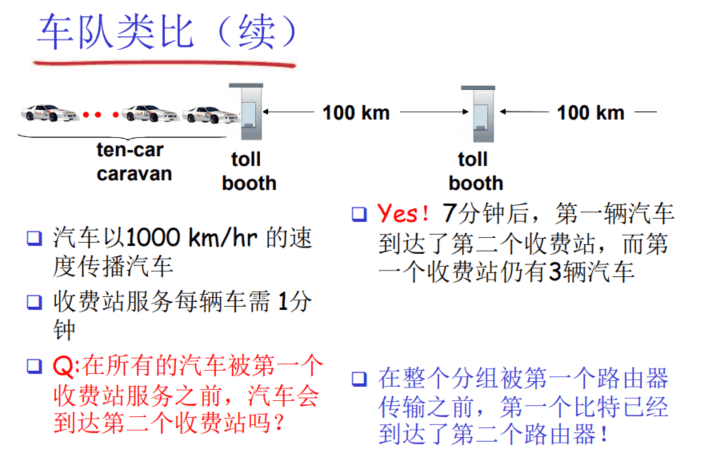 车队类比（续）
100 km
100 km
ten-car
caravan
toll
booth
toll
booth
汽车以1000 km/hr 的速
度传播汽车
收费站服务每辆车需 1分
钟
Q:在所有的汽车被第一个
收费站服务之前，汽车会
到达第二个收费站吗？
Yes！7分钟后，第一辆汽车
到达了第二个收费站，而第
一个收费站仍有3辆汽车
在整个分组被第一个路由器
传输之前，第一个比特已经
到达了第二个路由器！